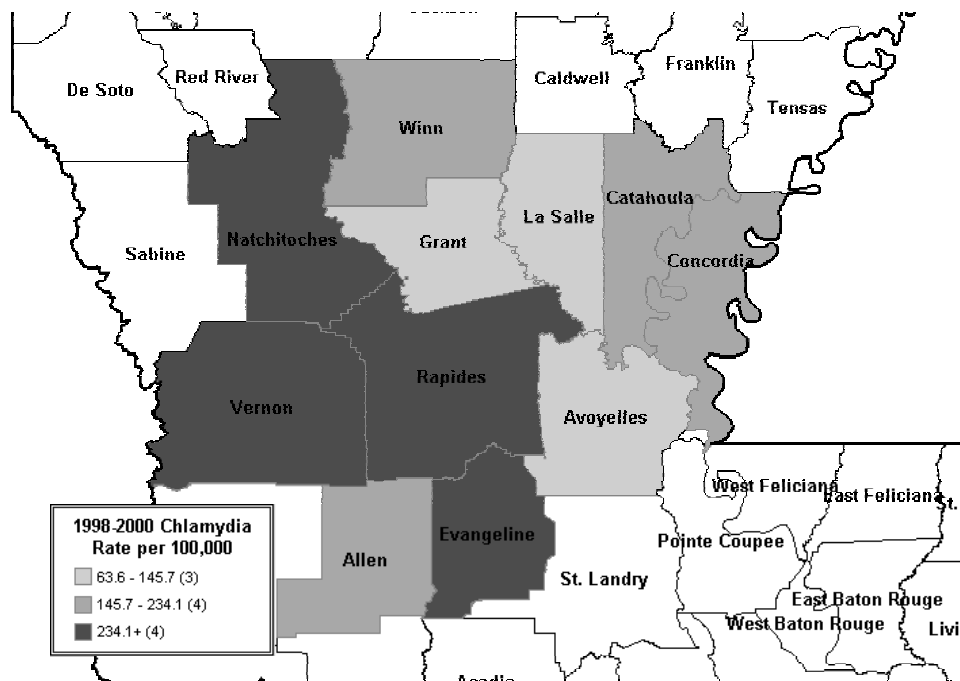 De Soto
Red River
Caldwell
Franklin
Tensas
Winn
Catahoula
La Salle
Natchitoches
Grant
Sabine
Concordia
Rapides
Vernon
Avoyelles
West Feliciana
East Feliciana
St.
Evangeline
Pointe Coupee
Allen
St. Landry
East Baton Rouge
West Baton Rouge
Livi
1998-2000 Chlamydia
Rate per 100,000
63.6 - 145.7 (3)
145.7 - 234.1 (4)
234.1+ (4)